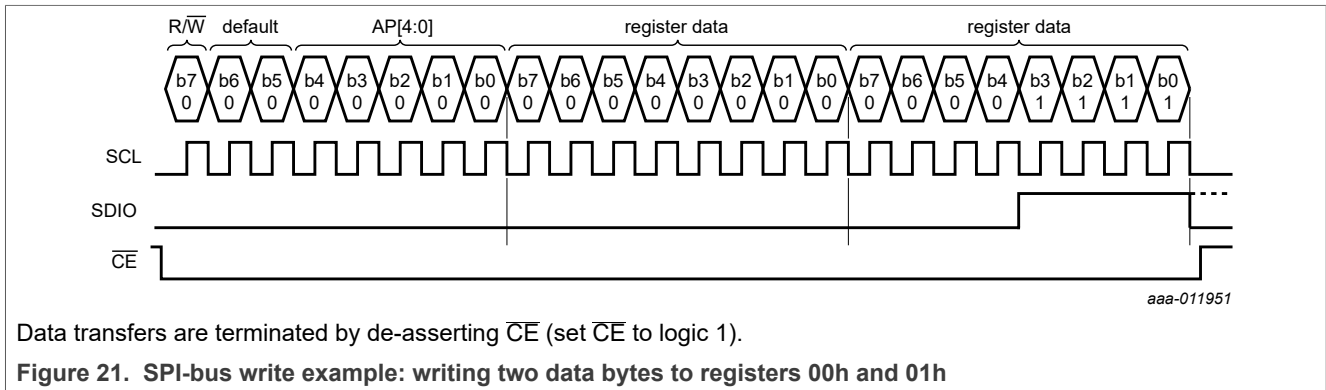 R/W̅ default AP[4:0] register data register data
b7 b6 b5 b4 b3 b2 b1 b0 b7 b6 b5 b4 b3 b2 b1 b0 b7 b6 b5 b4 b3 b2 b1 b0
0 0 0 0 0 0 0 0 0 0 0 0 0 0 0 0 0 0 0 0 1 1 1 1
SCL
SDIO
C̅E̅
aaa-011951
Data transfers are terminated by de-asserting C̅E̅ (set C̅E̅ to logic 1).
Figure 21. SPI-bus write example: writing two data bytes to registers 00h and 01h